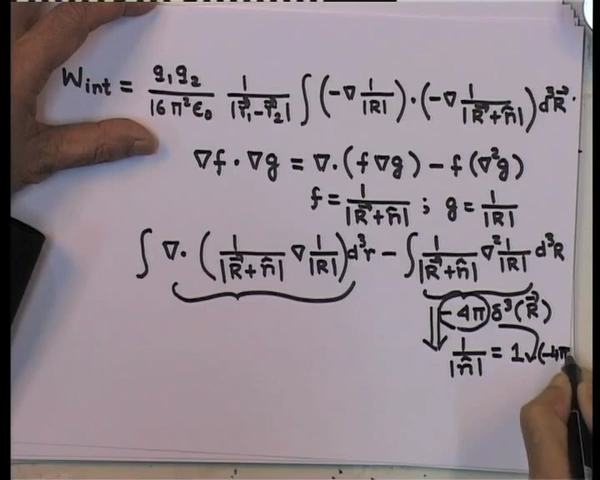 W_int = q₁q₂/(16π²ε₀) 1/|r⃗₁-r⃗₂| ∫ (-∇ 1/|R|)·(-∇ 1/|R⃗+n̂|) d³R⃗.
∇f·∇g = ∇·(f∇g) - f(∇²g)
f = 1/|R⃗+n̂| ; g = 1/|R|
∫ ∇·(1/|R⃗+n̂| ∇ 1/|R|) d³r - ∫ 1/|R⃗+n̂| ∇² 1/|R| d³R
-4π δ³(R⃗)
1/|n̂| = 1 (-4π